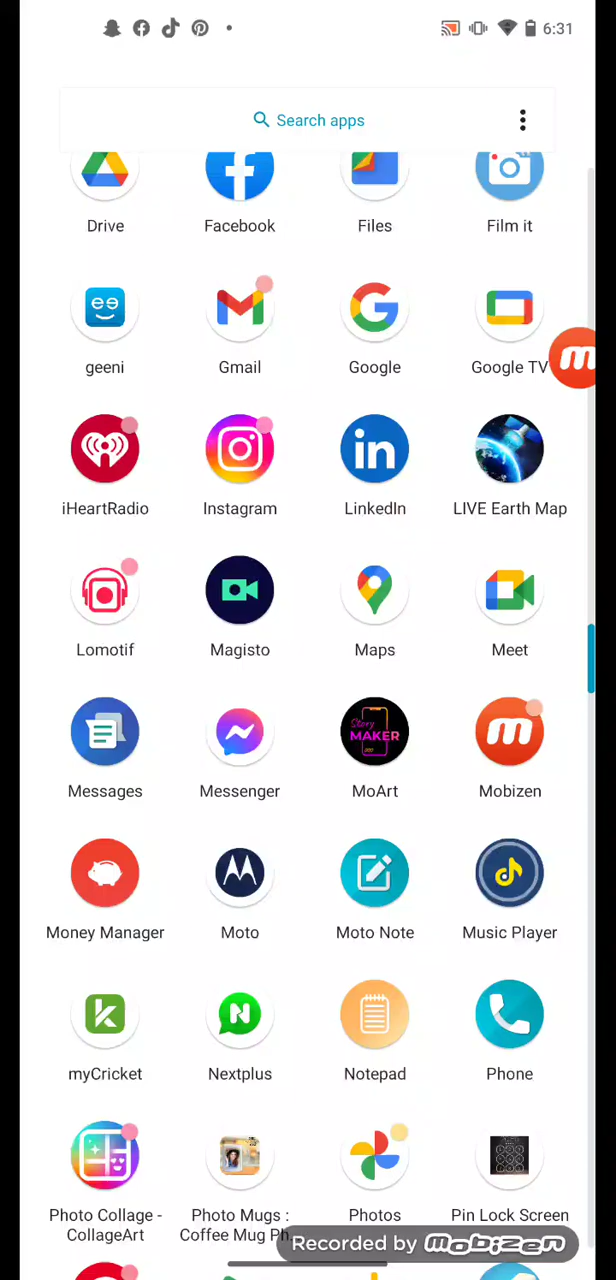 6:31
Search apps
Drive Facebook Files Film it
geeni Gmail Google Google TV
iHeartRadio Instagram LinkedIn LIVE Earth Map
Lomotif Magisto Maps Meet
Messages Messenger MoArt Mobizen
Story
MAKER
Money Manager Moto Moto Note Music Player
myCricket Nextplus Notepad Phone
Photo Collage - Photo Mugs : Photos Pin Lock Screen
CollageArt Coffee Mug Ph
Recorded by mobizen